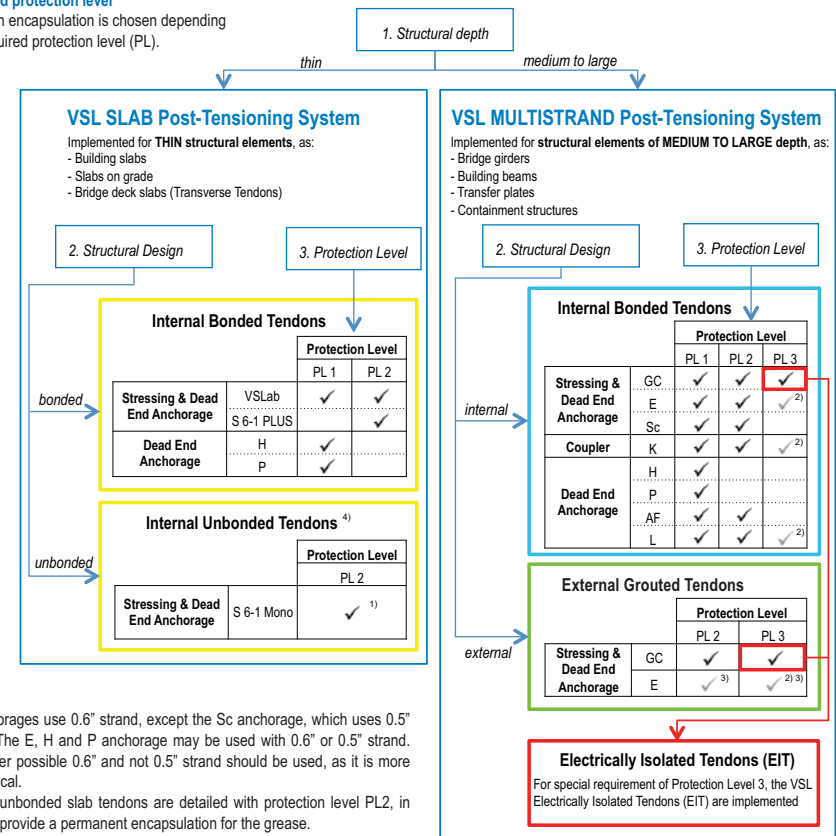 d protection level
n encapsulation is chosen depending
uired protection level (PL).
1. Structural depth
thin
medium to large
VSL SLAB Post-Tensioning System
Implemented for THIN structural elements, as:
- Building slabs
- Slabs on grade
- Bridge deck slabs (Transverse Tendons)
2. Structural Design
3. Protection Level
Internal Bonded Tendons
Protection Level
PL 1 PL 2
bonded
Stressing & Dead End Anchorage
VSLab ✓ ✓
S 6-1 PLUS ✓
Dead End Anchorage
H ✓
P ✓
Internal Unbonded Tendons 4)
Protection Level
PL 2
unbonded
Stressing & Dead End Anchorage
S 6-1 Mono ✓ 1)
VSL MULTISTRAND Post-Tensioning System
Implemented for structural elements of MEDIUM TO LARGE depth, as:
- Bridge girders
- Building beams
- Transfer plates
- Containment structures
2. Structural Design
3. Protection Level
Internal Bonded Tendons
Protection Level
PL 1 PL 2 PL 3
internal
Stressing & Dead End Anchorage
GC ✓ ✓ ✓
E ✓ ✓ ✓ 2)
Sc ✓ ✓
Coupler K ✓ ✓ ✓ 2)
Dead End Anchorage
H ✓
P ✓
AF ✓ ✓
L ✓ ✓ ✓ 2)
External Grouted Tendons
Protection Level
PL 2 PL 3
external
Stressing & Dead End Anchorage
GC ✓ ✓
E ✓ 3) ✓ 2) 3)
Electrically Isolated Tendons (EIT)
For special requirement of Protection Level 3, the VSL
Electrically Isolated Tendons (EIT) are implemented
orages use 0.6" strand, except the Sc anchorage, which uses 0.5"
The E, H and P anchorage may be used with 0.6" or 0.5" strand.
er possible 0.6" and not 0.5" strand should be used, as it is more
ical.
unbonded slab tendons are detailed with protection level PL2, in
provide a permanent encapsulation for the grease.